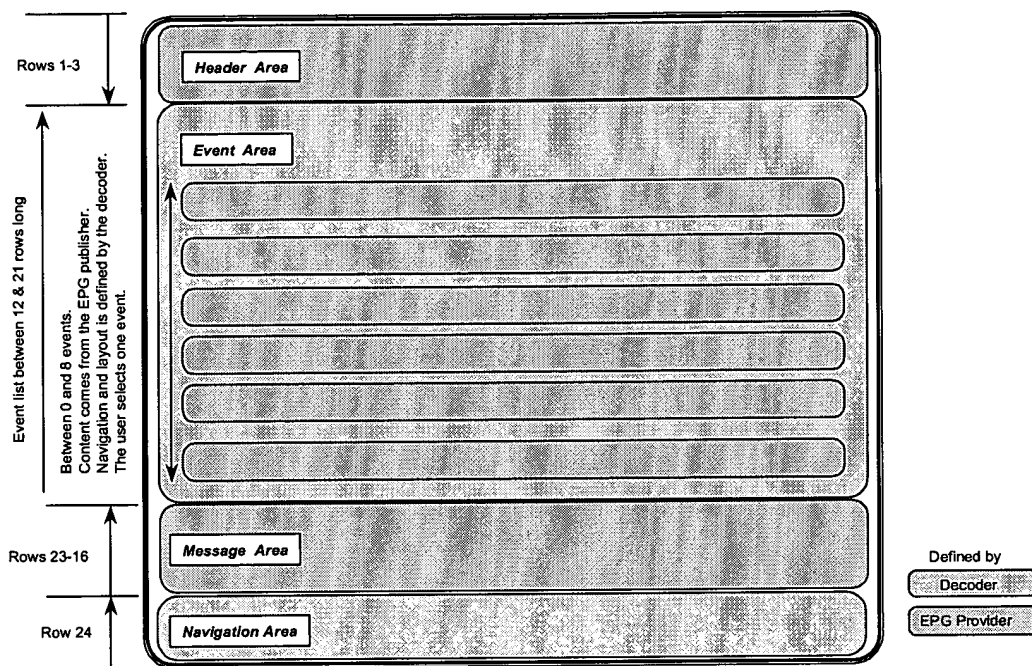 Rows 1-3
Header Area
Event Area
Event list between 12 & 21 rows long
Between 0 and 8 events.
Content comes from the EPG publisher.
Navigation and layout is defined by the decoder.
The user selects one event.
Rows 23-16
Message Area
Row 24
Navigation Area
Defined by
Decoder
EPG Provider